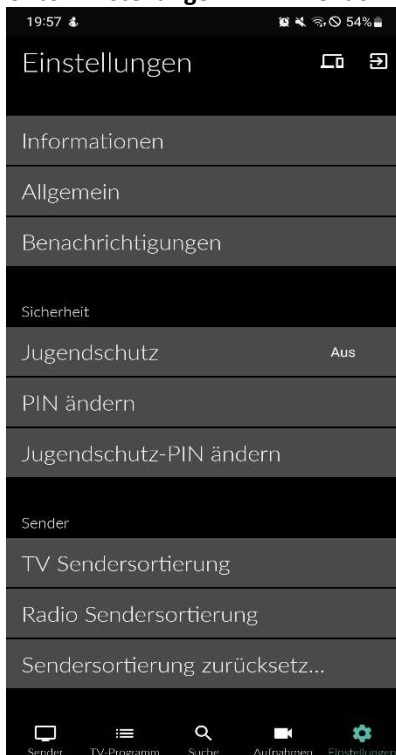 19:57 54%
Einstellungen
Informationen
Allgemein
Benachrichtigungen
Sicherheit
Jugendschutz Aus
PIN ändern
Jugendschutz-PIN ändern
Sender
TV Sendersortierung
Radio Sendersortierung
Sendersortierung zurücksetz...
Sender TV-Programm Suche Aufnahmen Einstellungen